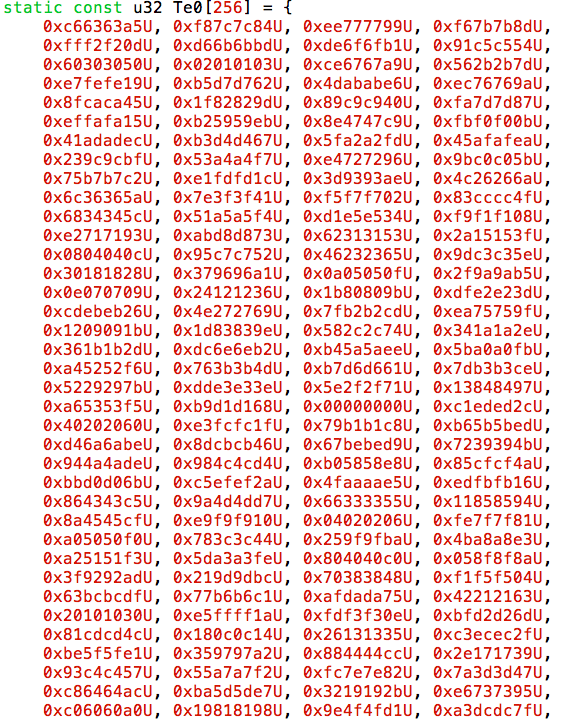 static const u32 Te0[256] = {
0xc66363a5U, 0xf87c7c84U, 0xee777799U, 0xf67b7b8dU,
0xfff2f20dU, 0xd66b6bbdU, 0xde6f6fb1U, 0x91c5c554U,
0x60303050U, 0x02010103U, 0xce6767a9U, 0x562b2b7dU,
0xe7fefe19U, 0xb5d7d762U, 0x4dababe6U, 0xec76769aU,
0x8fcaca45U, 0x1f82829dU, 0x89c9c940U, 0xfa7d7d87U,
0xeffafa15U, 0xb25959ebU, 0x8e4747c9U, 0xfbf0f00bU,
0x41adadecU, 0xb3d4d467U, 0x5fa2a2fdU, 0x45afafeaU,
0x239c9cbfU, 0x53a4a4f7U, 0xe4727296U, 0x9bc0c05bU,
0x75b7b7c2U, 0xe1fdfd1cU, 0x3d9393aeU, 0x4c26266aU,
0x6c36365aU, 0x7e3f3f41U, 0xf5f7f702U, 0x83cccc4fU,
0x6834345cU, 0x51a5a5f4U, 0xd1e5e534U, 0xf9f1f108U,
0xe2717193U, 0xabd8d873U, 0x62313153U, 0x2a15153fU,
0x0804040cU, 0x95c7c752U, 0x46232365U, 0x9dc3c35eU,
0x30181828U, 0x379696a1U, 0x0a05050fU, 0x2f9a9ab5U,
0x0e070709U, 0x24121236U, 0x1b80809bU, 0xdfe2e23dU,
0xcdebeb26U, 0x4e272769U, 0x7fb2b2cdU, 0xea75759fU,
0x1209091bU, 0x1d83839eU, 0x582c2c74U, 0x341a1a2eU,
0x361b1b2dU, 0xdc6e6eb2U, 0xb45a5aeeU, 0x5ba0a0fbU,
0xa45252f6U, 0x763b3b4dU, 0xb7d6d661U, 0x7db3b3ceU,
0x5229297bU, 0xdde3e33eU, 0x5e2f2f71U, 0x13848497U,
0xa65353f5U, 0xb9d1d168U, 0x00000000U, 0xc1eded2cU,
0x40202060U, 0xe3fcfc1fU, 0x79b1b1c8U, 0xb65b5bedU,
0xd46a6abeU, 0x8dcbcb46U, 0x67bebed9U, 0x7239394bU,
0x944a4adeU, 0x984c4cd4U, 0xb05858e8U, 0x85cfcf4aU,
0xbbd0d06bU, 0xc5efef2aU, 0x4faaaae5U, 0xedfbfb16U,
0x864343c5U, 0x9a4d4dd7U, 0x66333355U, 0x11858594U,
0x8a4545cfU, 0xe9f9f910U, 0x04020206U, 0xfe7f7f81U,
0xa05050f0U, 0x783c3c44U, 0x259f9fbaU, 0x4ba8a8e3U,
0xa25151f3U, 0x5da3a3feU, 0x804040c0U, 0x058f8f8aU,
0x3f9292adU, 0x219d9dbcU, 0x70383848U, 0xf1f5f504U,
0x63bcbcdfU, 0x77b6b6c1U, 0xafdada75U, 0x42212163U,
0x20101030U, 0xe5ffff1aU, 0xfdf3f30eU, 0xbfd2d26dU,
0x81cdcd4cU, 0x180c0c14U, 0x26131335U, 0xc3ecec2fU,
0xbe5f5fe1U, 0x359797a2U, 0x884444ccU, 0x2e171739U,
0x93c4c457U, 0x55a7a7f2U, 0xfc7e7e82U, 0x7a3d3d47U,
0xc86464acU, 0xba5d5de7U, 0x3219192bU, 0xe6737395U,
0xc06060a0U, 0x19818198U, 0x9e4f4fd1U, 0xa3dcdc7fU,